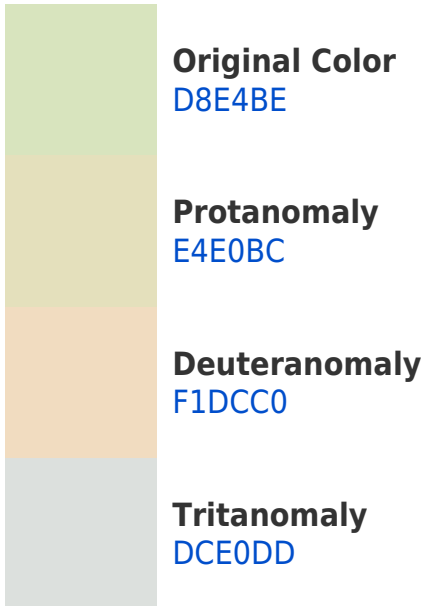 Original Color
D8E4BE
Protanomaly
E4E0BC
Deuteranomaly
F1DCC0
Tritanomaly
DCE0DD